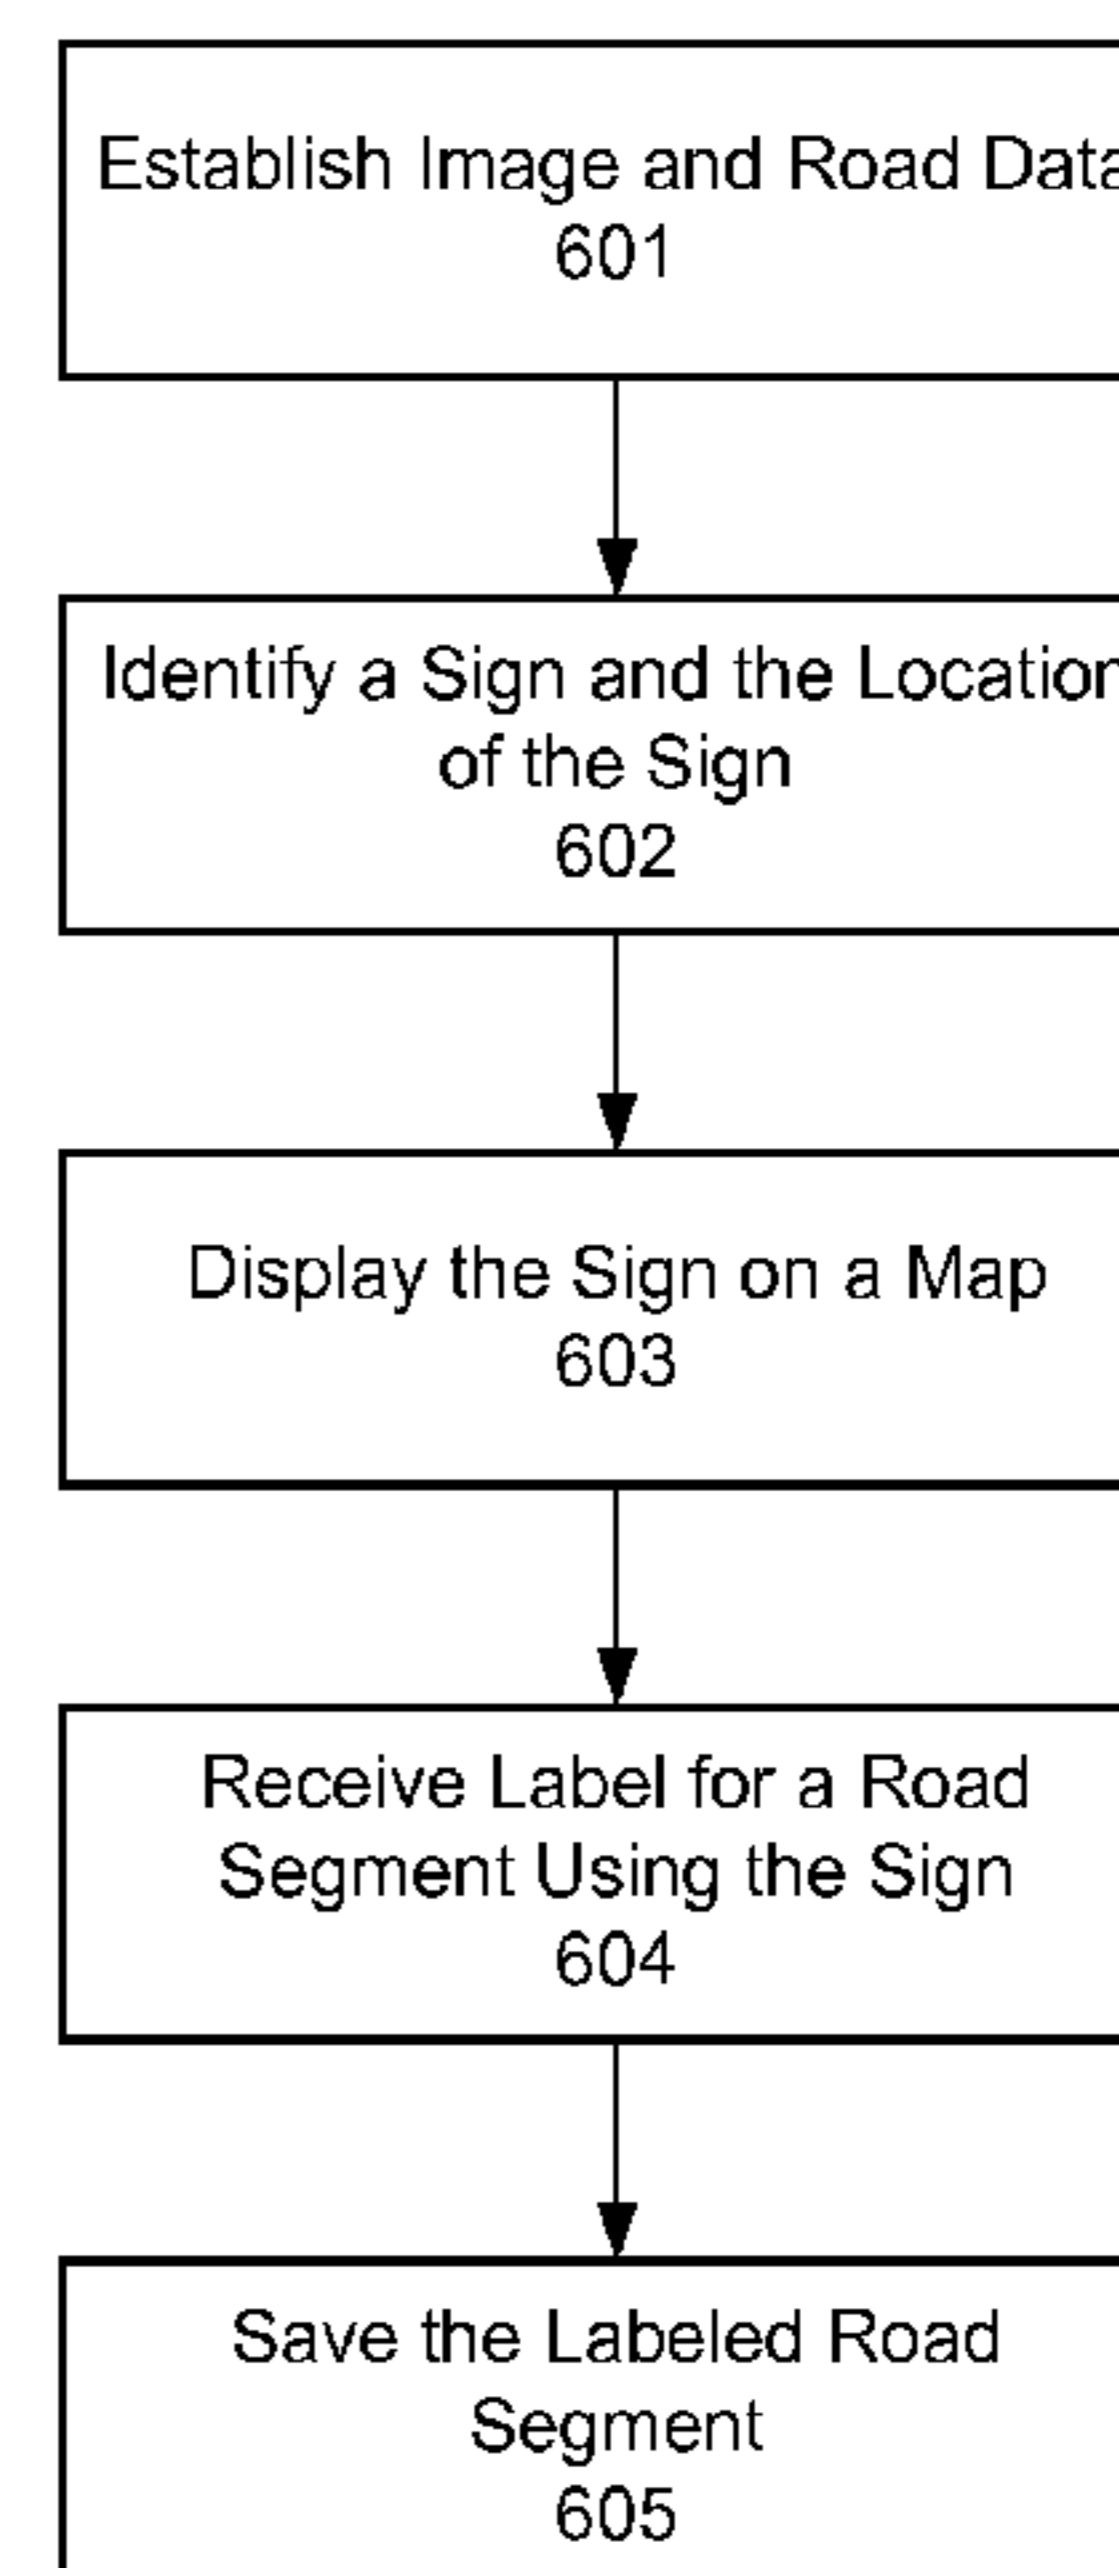 Establish Image and Road Data
601
Identify a Sign and the Location
of the Sign
602
Display the Sign on a Map
603
Receive Label for a Road
Segment Using the Sign
604
Save the Labeled Road
Segment
605